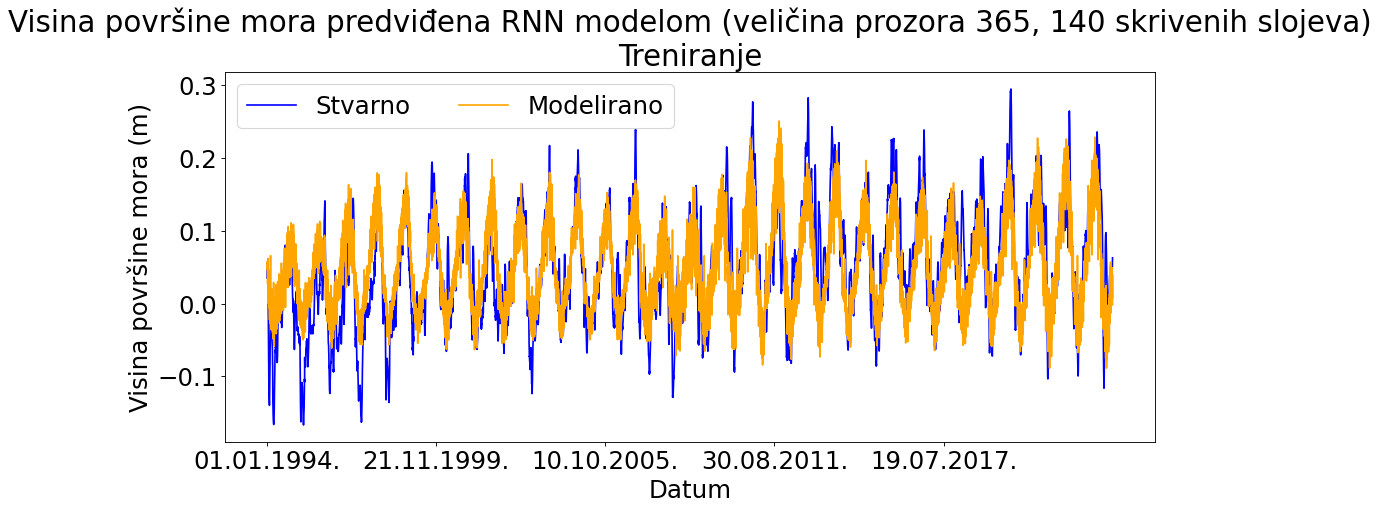 Visina površine mora predviđena RNN modelom (veličina prozora 365, 140 skrivenih slojeva)
Treniranje
Stvarno
Modelirano
Visina površine mora (m)
0.3
0.2
0.1
0.0
−0.1
01.01.1994.
21.11.1999.
10.10.2005.
30.08.2011.
19.07.2017.
Datum